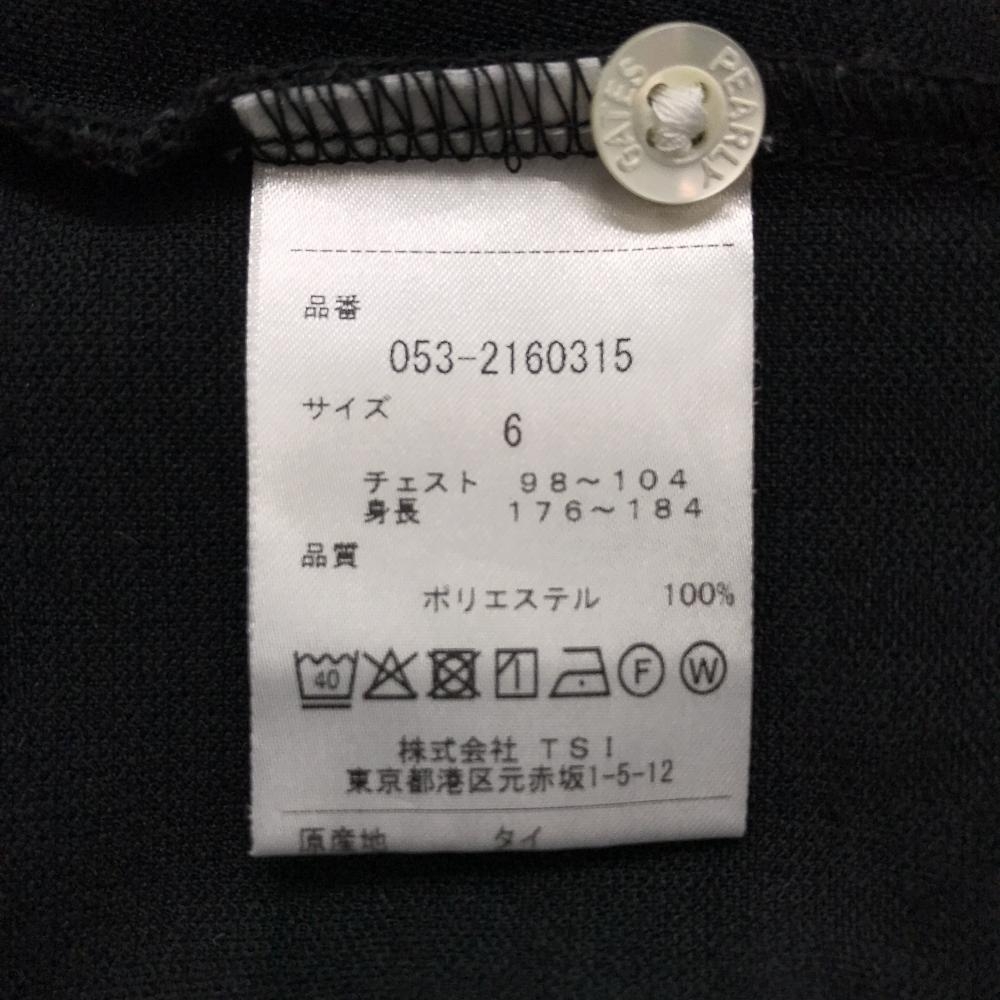 PEARLY GATES
品番
053-2160315
サイズ
6
チェスト 98～104
身長 176～184
品質
ポリエステル 100%
40 F W
株式会社 TSI
東京都港区元赤坂1-5-12
原産地 タイ